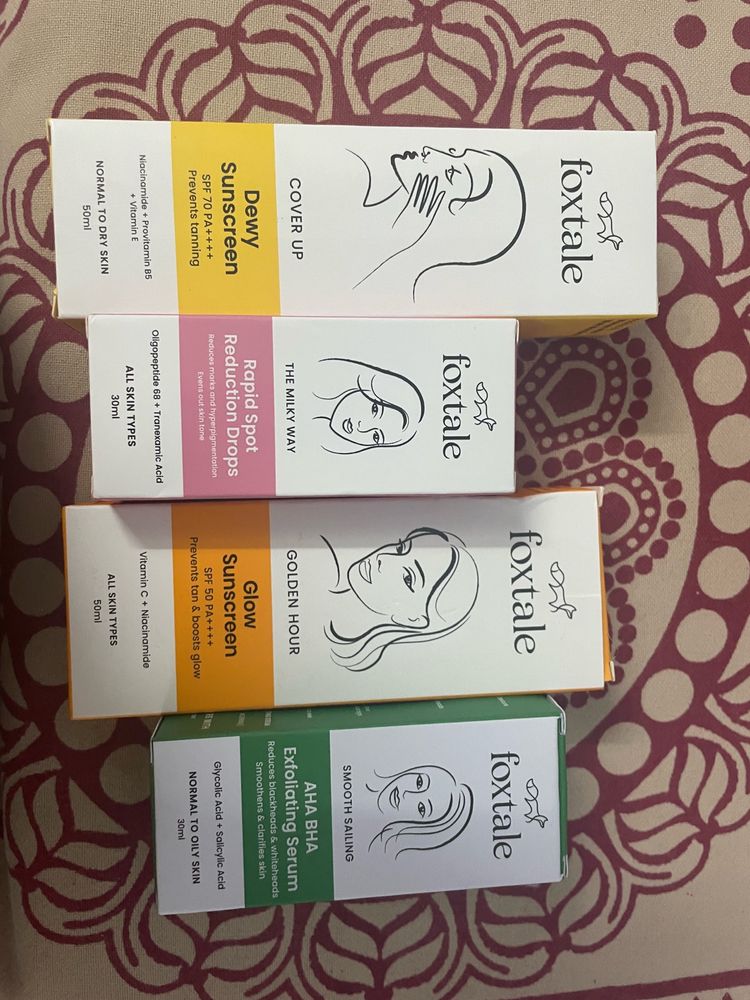 foxtale
COVER UP
Dewy
Sunscreen
SPF 70 PA++++
Prevents tanning
Niacinamide + Provitamin B5
+ Vitamin E
NORMAL TO DRY SKIN
50ml
foxtale
THE MILKY WAY
Rapid Spot
Reduction Drops
Reduces marks and hyperpigmentation
Evens out skin tone
Oligopeptide 68 + Tranexamic Acid
ALL SKIN TYPES
30ml
foxtale
GOLDEN HOUR
Glow
Sunscreen
SPF 50 PA++++
Prevents tan & boosts glow
Vitamin C + Niacinamide
ALL SKIN TYPES
50ml
foxtale
SMOOTH SAILING
AHA BHA
Exfoliating Serum
Reduces blackheads & whiteheads
Smoothens & clarifies skin
Glycolic Acid + Salicylic Acid
NORMAL TO OILY SKIN
30ml